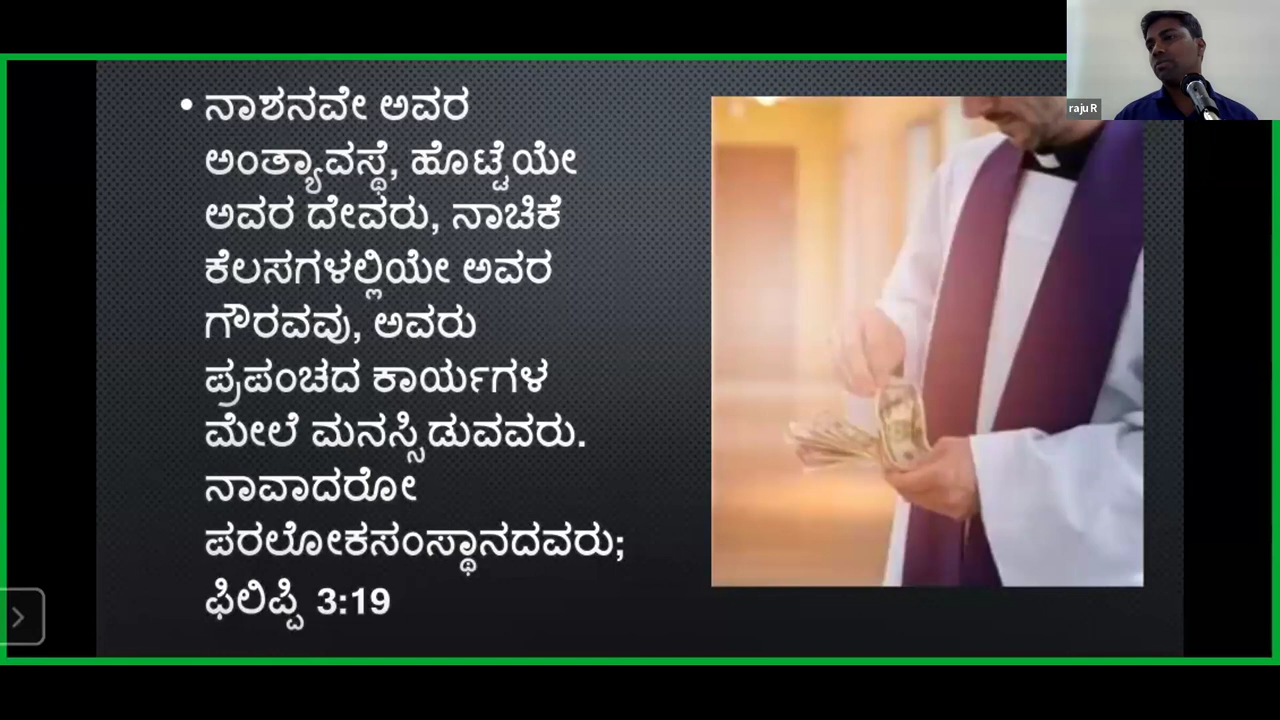 • ನಾಶನವೇ ಅವರ
ಅಂತ್ಯಾವಸ್ಥೆ, ಹೊಟ್ಟೆಯೇ
ಅವರ ದೇವರು, ನಾಚಿಕೆ
ಕೆಲಸಗಳಲ್ಲಿಯೇ ಅವರ
ಗೌರವವು, ಅವರು
ಪ್ರಪಂಚದ ಕಾರ್ಯಗಳ
ಮೇಲೆ ಮನಸ್ಸಿಡುವವರು.
ನಾವಾದರೋ
ಪರಲೋಕಸಂಸ್ಥಾನದವರು;
ಫಿಲಿಪ್ಪಿ 3:19
raju R